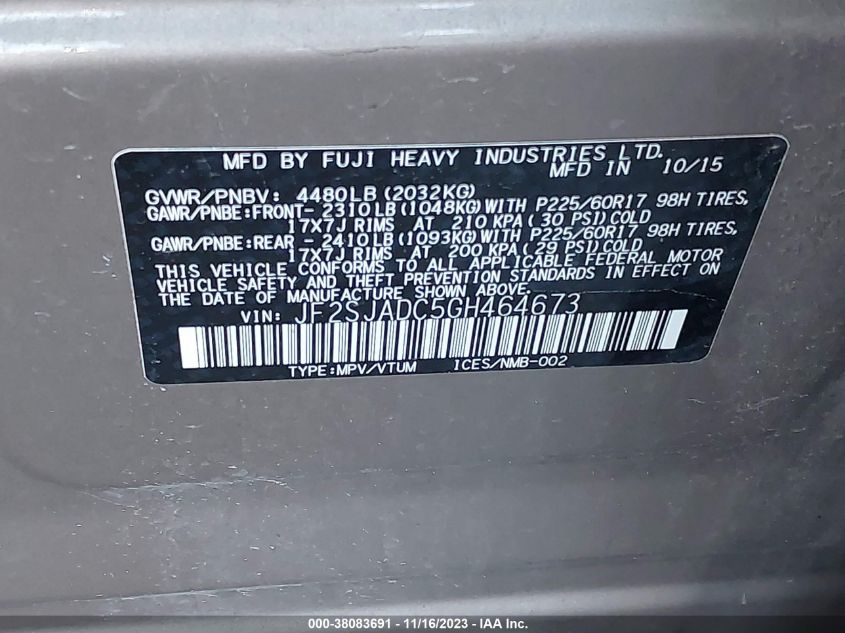 MFD BY FUJI HEAVY INDUSTRIES LTD.
MFD IN 10/15
GVWR/PNBV: 4480LB (2032KG)
GAWR/PNBE:FRONT- 2310LB (1048KG)WITH P225/60R17 98H TIRES,
17X7J RIMS AT 210 KPA (30 PSI)COLD
GAWR/PNBE:REAR - 2410LB (1093KG)WITH P225/60R17 98H TIRES,
17X7J RIMS AT 200 KPA (29 PSI)COLD
THIS VEHICLE CONFORMS TO ALL APPLICABLE FEDERAL MOTOR
VEHICLE SAFETY AND THEFT PREVENTION STANDARDS IN EFFECT ON
THE DATE OF MANUFACTURE SHOWN ABOVE.
VIN: JF2SJADC5GH464673
TYPE:MPV/VTUM ICES/NMB-002
000-38083691 - 11/16/2023 - IAA Inc.